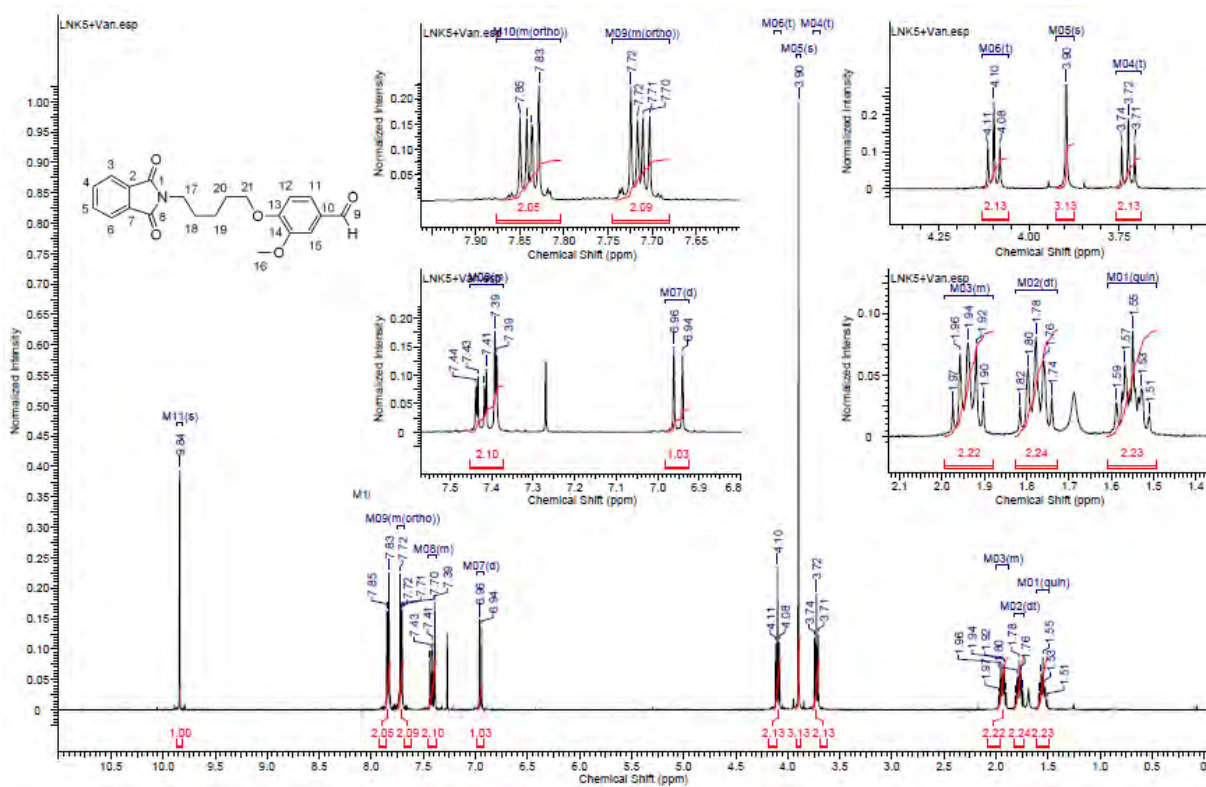 LNK5+Van.esp
Normalized Intensity
1.00
0.95
0.90
0.85
0.80
0.75
0.70
0.65
0.60
0.55
0.50
0.45
0.40
0.35
0.30
0.25
0.20
0.15
0.10
0.05
0
O
3
2
1
4
N
5
6
7
8
O
17
18
19
20
21
O
12
11
13
10
14
15
9
O
H
O
16
LNK5+Van.esp
M10(m(ortho))
M09(m(ortho))
7.85
7.83
7.72
7.72
7.71
7.70
Normalized Intensity
0.20
0.15
0.10
0.05
2.05
2.09
7.90 7.85 7.80 7.75 7.70 7.65
Chemical Shift (ppm)
M06(t)
M04(t)
M05(s)
3.90
LNK5+Van.esp
M06(t)
M05(s)
M04(t)
4.11
4.10
4.08
3.90
3.74
3.72
3.71
Normalized Intensity
0.2
0.1
0
2.13
3.13
2.13
4.25 4.00 3.75
Chemical Shift (ppm)
LNK5+Van.esp
M08(m)
M07(d)
7.44
7.43
7.41
7.39
7.39
6.96
6.94
Normalized Intensity
0.20
0.15
0.10
0.05
0
2.10
1.03
7.5 7.4 7.3 7.2 7.1 7.0 6.9 6.8
Chemical Shift (ppm)
LNK5+Van.esp
M03(m)
M02(dt)
M01(quin)
1.97
1.96
1.94
1.92
1.90
1.82
1.80
1.78
1.76
1.74
1.59
1.57
1.55
1.53
1.51
Normalized Intensity
0.10
0.05
0
2.22
2.24
2.23
2.1 2.0 1.9 1.8 1.7 1.6 1.5 1.4
Chemical Shift (ppm)
M11(s)
9.84
M1
M09(m(ortho))
M08(m)
M07(d)
7.85
7.83
7.72
7.72
7.71
7.70
7.43
7.41
7.39
6.96
6.94
4.11
4.10
4.08
3.74
3.72
3.71
M03(m)
M01(quin)
M02(dt)
1.97
1.96
1.94
1.92
1.80
1.78
1.76
1.55
1.53
1.51
1.00
2.05
2.09
2.10
1.03
2.13
3.13
2.13
2.22
2.24
2.23
10.5 10.0 9.5 9.0 8.5 8.0 7.5 7.0 6.5 6.0 5.5 5.0 4.5 4.0 3.5 3.0 2.5 2.0 1.5 1.0 0.5 0
Chemical Shift (ppm)